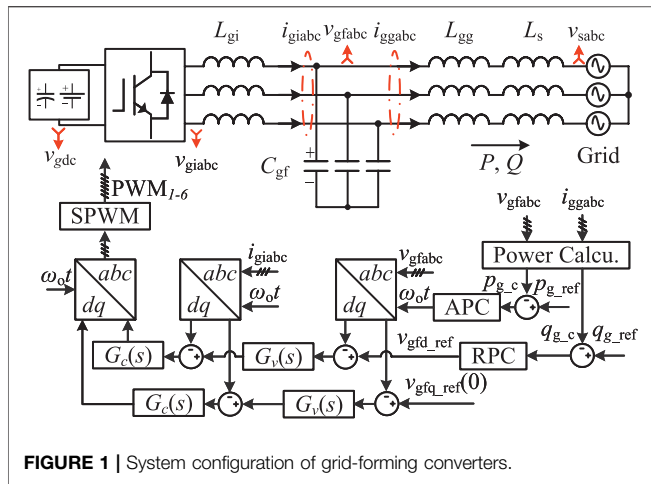 L_gi i_giabc v_gfabc i_ggabc L_gg L_s v_sabc
v_gdc v_giabc C_gf + − P, Q Grid
PWM_1-6
SPWM
v_gfabc i_ggabc
Power Calcu.
i_giabc v_gfabc
abc abc abc
ω_o t ω_o t ω_o t
dq dq dq
APC p_g_c p_g_ref
G_c(s) G_v(s) v_gfd_ref RPC q_g_c q_g_ref
G_c(s) G_v(s) v_gfq_ref(0)
FIGURE 1 | System configuration of grid-forming converters.